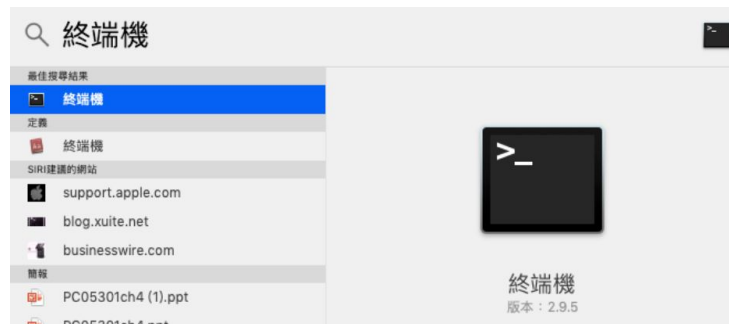 終端機
最佳搜尋結果
終端機
定義
終端機
SIRI建議的網站
support.apple.com
blog.xuite.net
businesswire.com
簡報
PC05301ch4 (1).ppt
PC05301ch4.ppt
終端機
版本：2.9.5